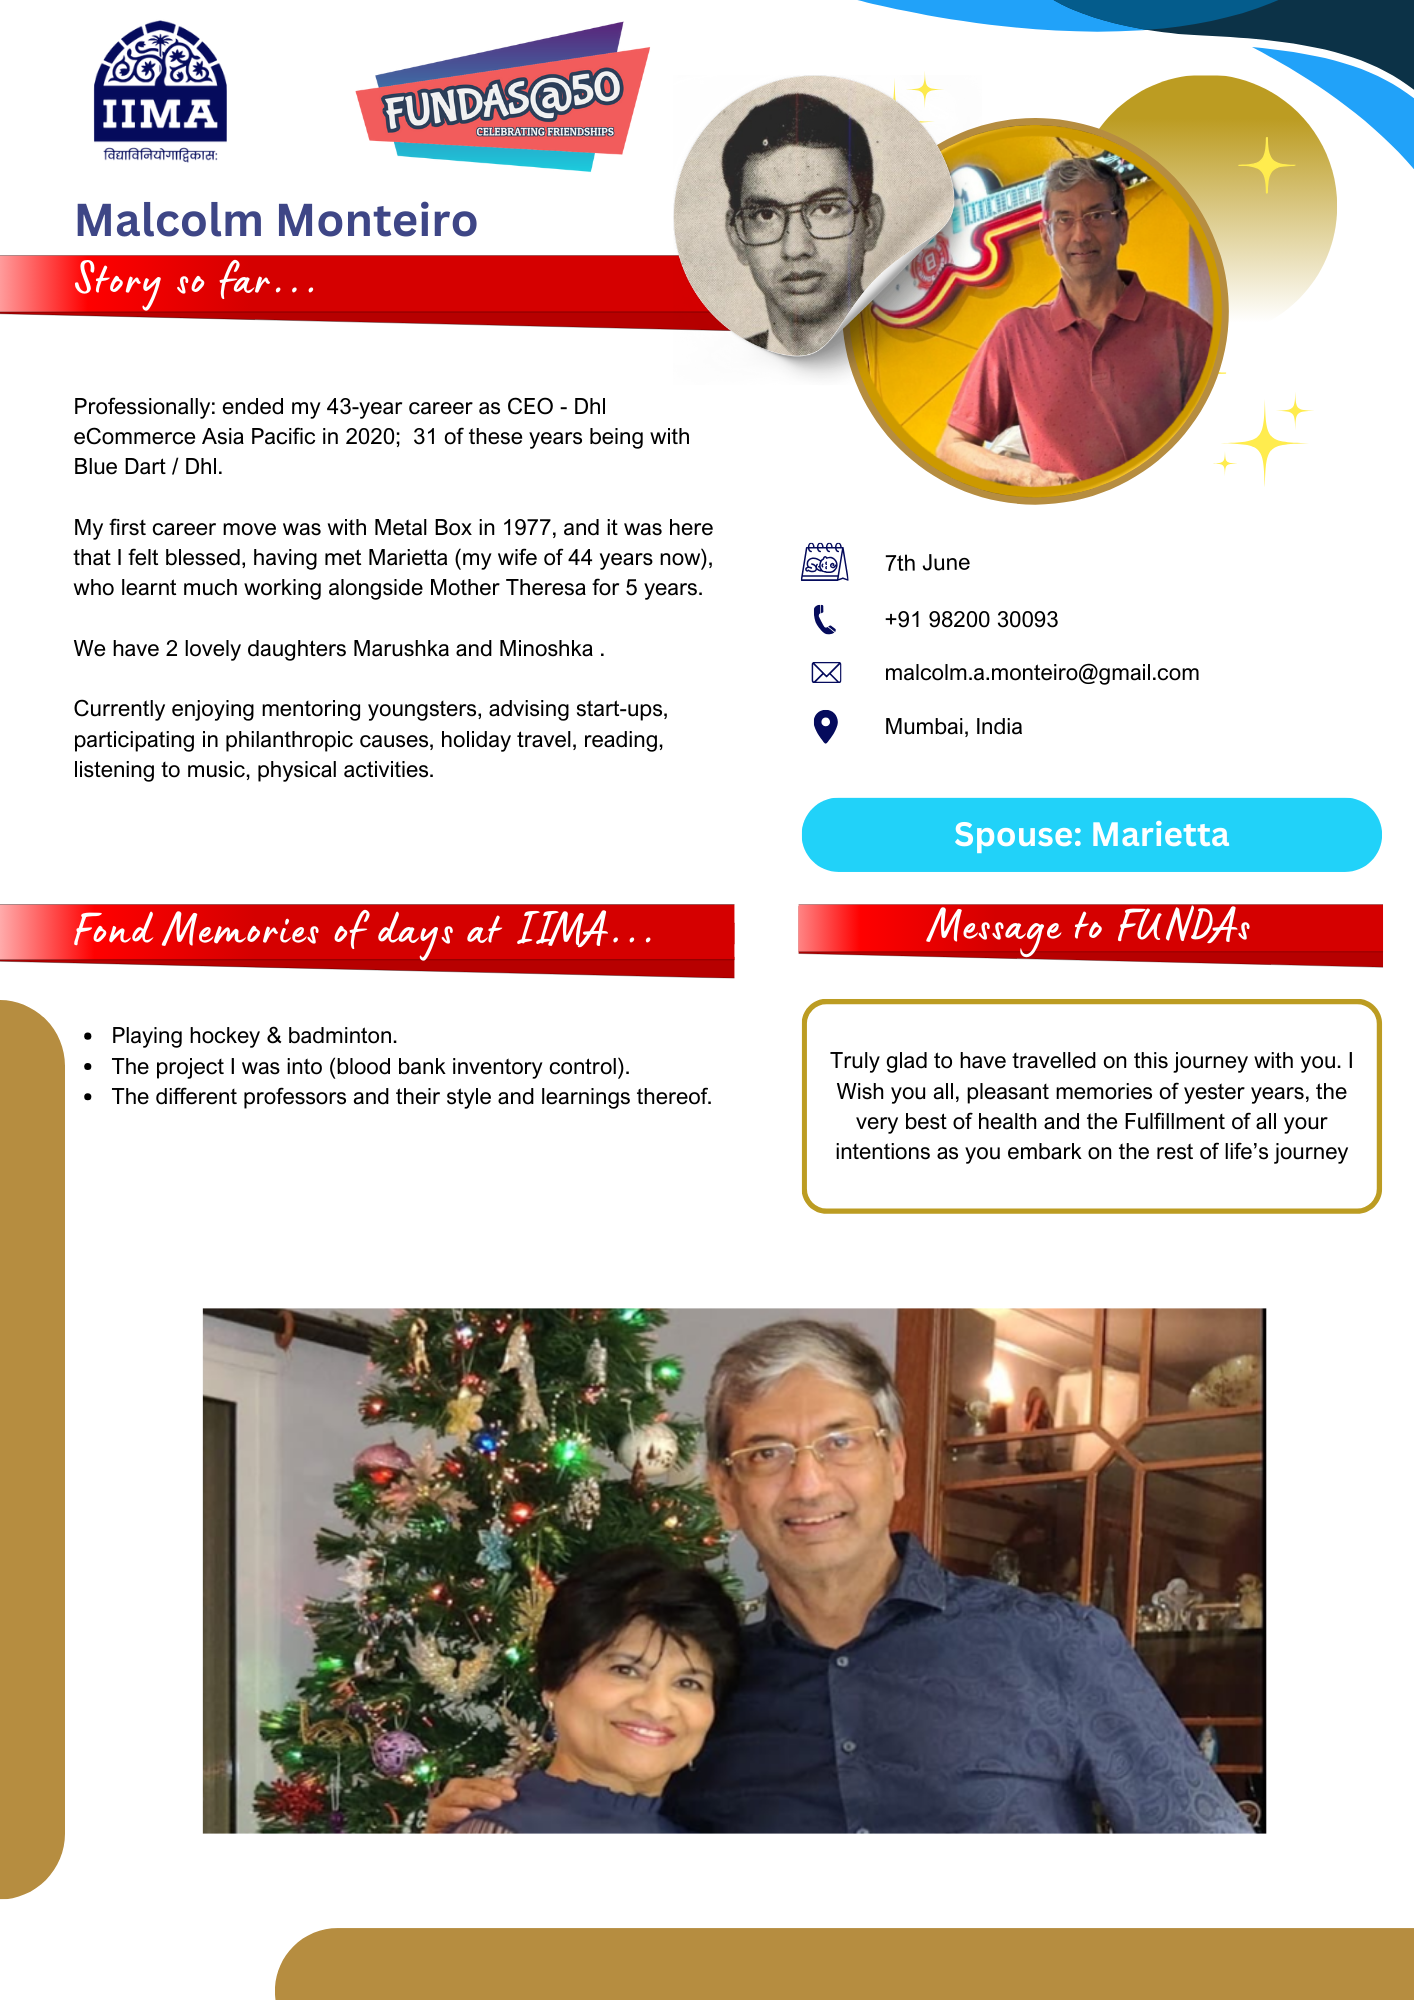 IIMA
विद्याविनियोगाद्विकास:
FUNDAS@50
CELEBRATING FRIENDSHIPS
Malcolm Monteiro
Story so far...
Professionally: ended my 43-year career as CEO - Dhl
eCommerce Asia Pacific in 2020;  31 of these years being with
Blue Dart / Dhl.
My first career move was with Metal Box in 1977, and it was here
that I felt blessed, having met Marietta (my wife of 44 years now),
who learnt much working alongside Mother Theresa for 5 years.
We have 2 lovely daughters Marushka and Minoshka .
Currently enjoying mentoring youngsters, advising start-ups,
participating in philanthropic causes, holiday travel, reading,
listening to music, physical activities.
7th June
+91 98200 30093
malcolm.a.monteiro@gmail.com
Mumbai, India
Spouse: Marietta
Fond Memories of days at IIMA...
• Playing hockey & badminton.
• The project I was into (blood bank inventory control).
• The different professors and their style and learnings thereof.
Message to FUNDAs
Truly glad to have travelled on this journey with you. I
Wish you all, pleasant memories of yester years, the
very best of health and the Fulfillment of all your
intentions as you embark on the rest of life’s journey